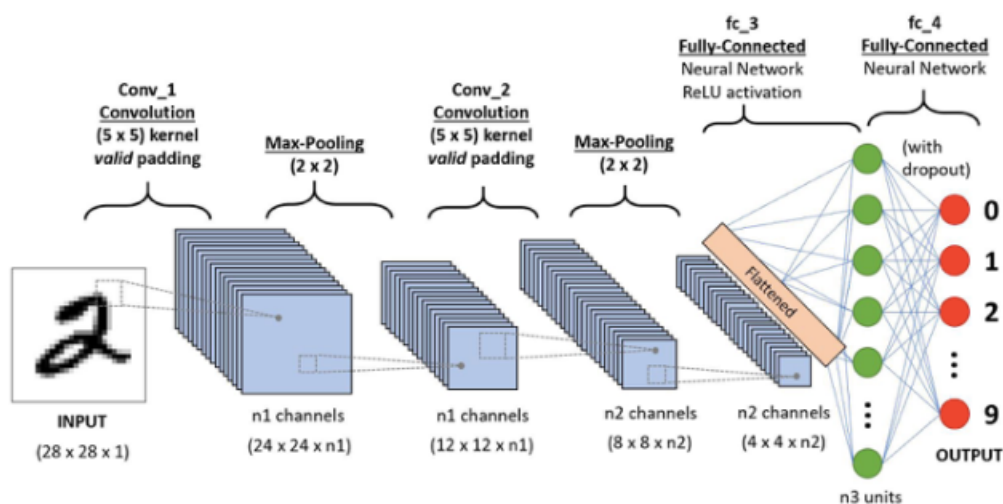 Conv_1
Convolution
(5 x 5) kernel
valid padding
Max-Pooling
(2 x 2)
Conv_2
Convolution
(5 x 5) kernel
valid padding
Max-Pooling
(2 x 2)
fc_3
Fully-Connected
Neural Network
ReLU activation
fc_4
Fully-Connected
Neural Network
(with
dropout)
Flattened
0
1
2
9
OUTPUT
2
INPUT
(28 x 28 x 1)
n1 channels
(24 x 24 x n1)
n1 channels
(12 x 12 x n1)
n2 channels
(8 x 8 x n2)
n2 channels
(4 x 4 x n2)
n3 units